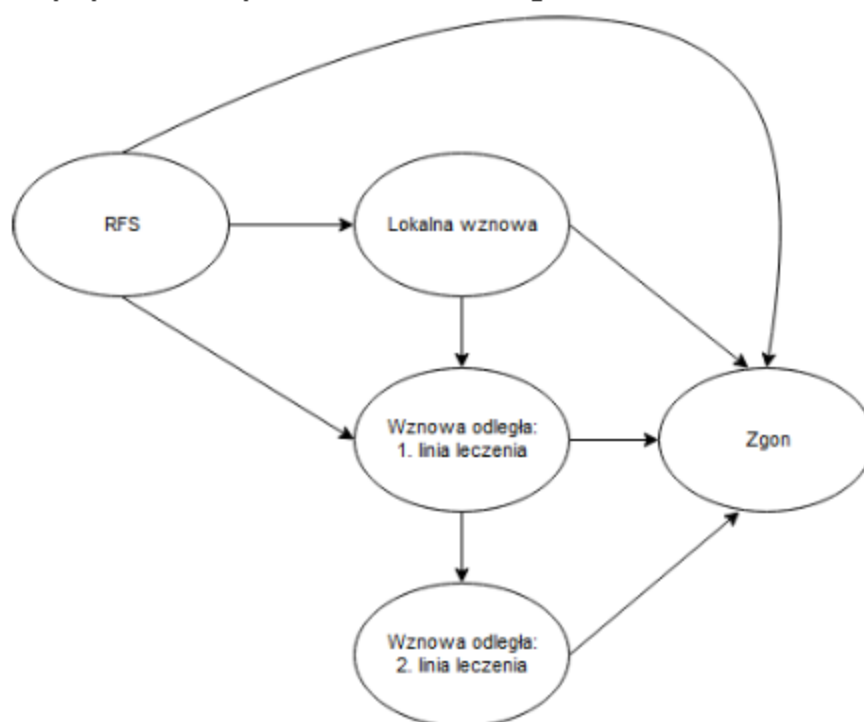 RFS
Lokalna wznowa
Wznowa odległa:
1. linia leczenia
Zgon
Wznowa odległa:
2. linia leczenia